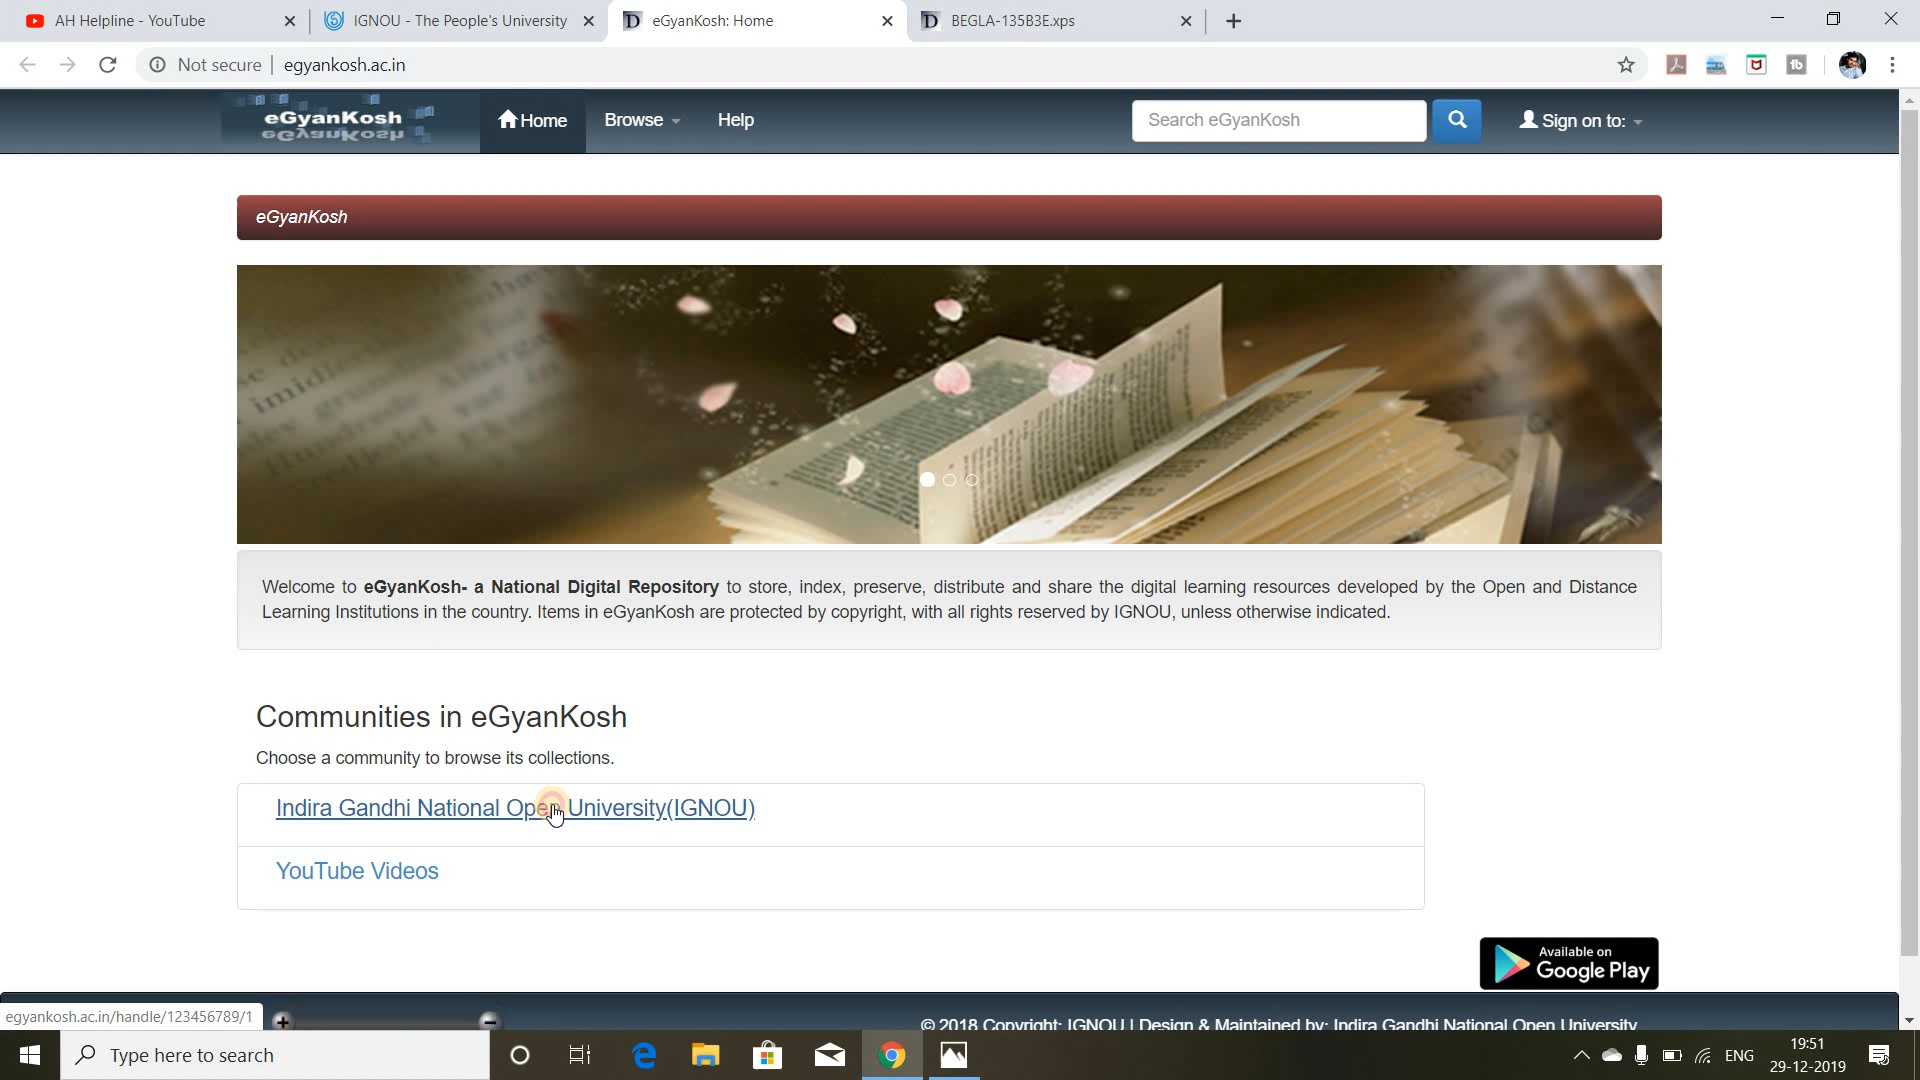 AH Helpline - YouTube
IGNOU - The People's University
eGyanKosh: Home
BEGLA-135B3E.xps
Not secure | egyankosh.ac.in
eGyanKosh
Home
Browse
Help
Search eGyanKosh
Sign on to:
eGyanKosh
Welcome to eGyanKosh- a National Digital Repository to store, index, preserve, distribute and share the digital learning resources developed by the Open and Distance
Learning Institutions in the country. Items in eGyanKosh are protected by copyright, with all rights reserved by IGNOU, unless otherwise indicated.
Communities in eGyanKosh
Choose a community to browse its collections.
Indira Gandhi National Open University(IGNOU)
YouTube Videos
Available on
Google Play
egyankosh.ac.in/handle/123456789/1
© 2018 Copyright: IGNOU | Design & Maintained by: Indira Gandhi National Open University
Type here to search
ENG
19:51
29-12-2019